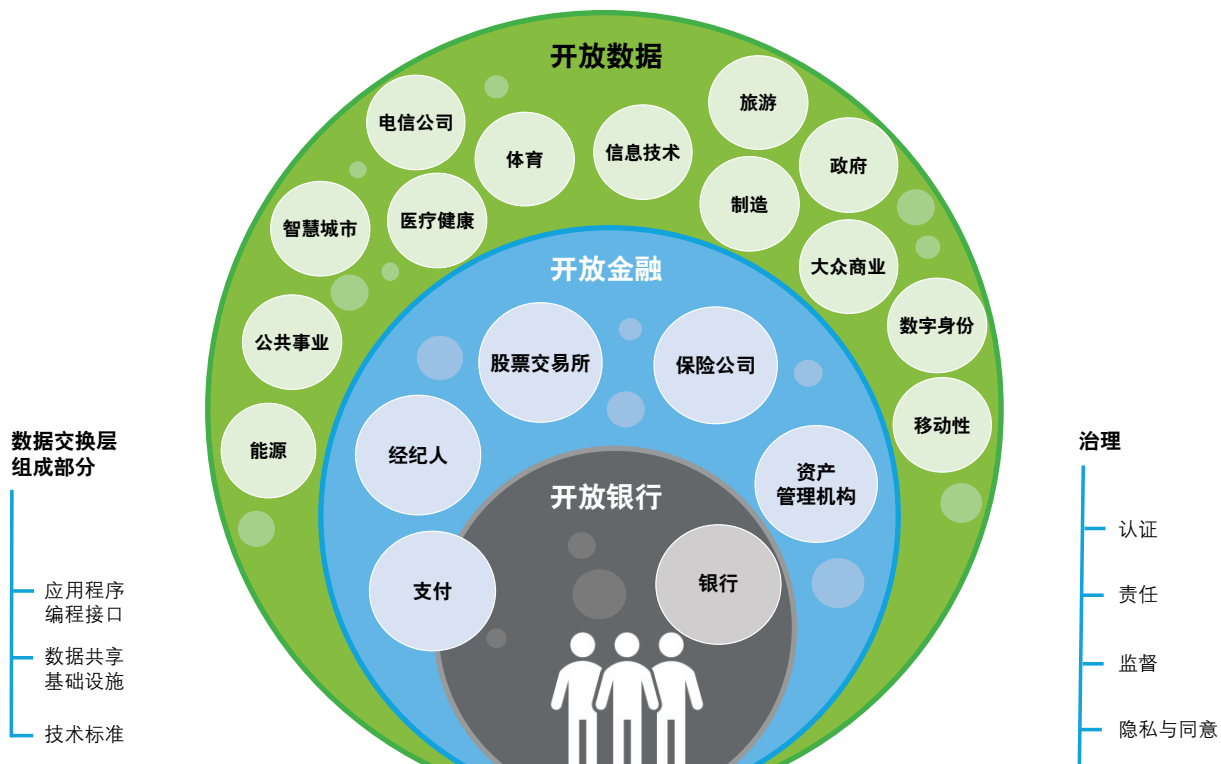 开放数据
电信公司
体育
信息技术
旅游
政府
制造
医疗健康
智慧城市
大众商业
数字身份
公共事业
移动性
能源
开放金融
股票交易所
保险公司
经纪人
资产
管理机构
支付
开放银行
银行
数据交换层
组成部分
应用程序
编程接口
数据共享
基础设施
技术标准
治理
认证
责任
监督
隐私与同意